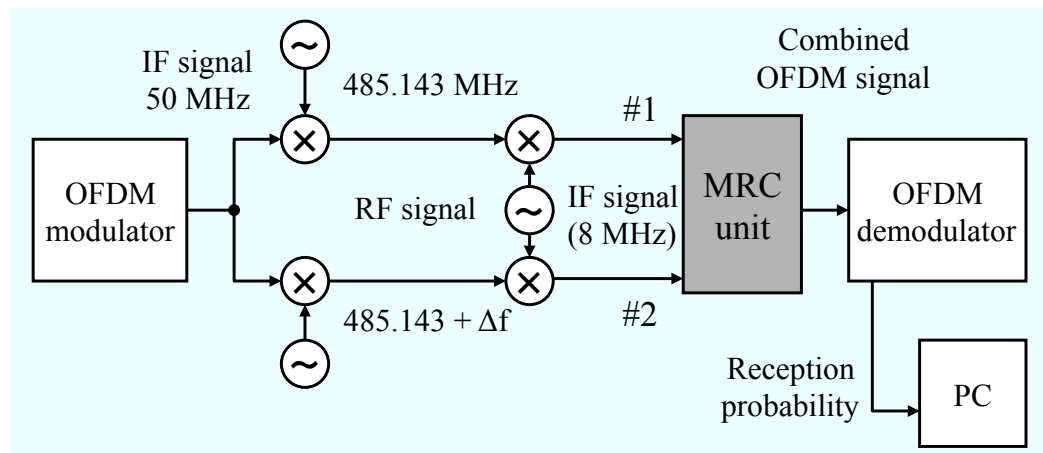 IF signal
50 MHz
~
485.143 MHz
Combined
OFDM signal
#1
OFDM
modulator
×
×
RF signal
~
IF signal
(8 MHz)
MRC
unit
OFDM
demodulator
×
×
485.143 + Δf
#2
~
Reception
probability
PC